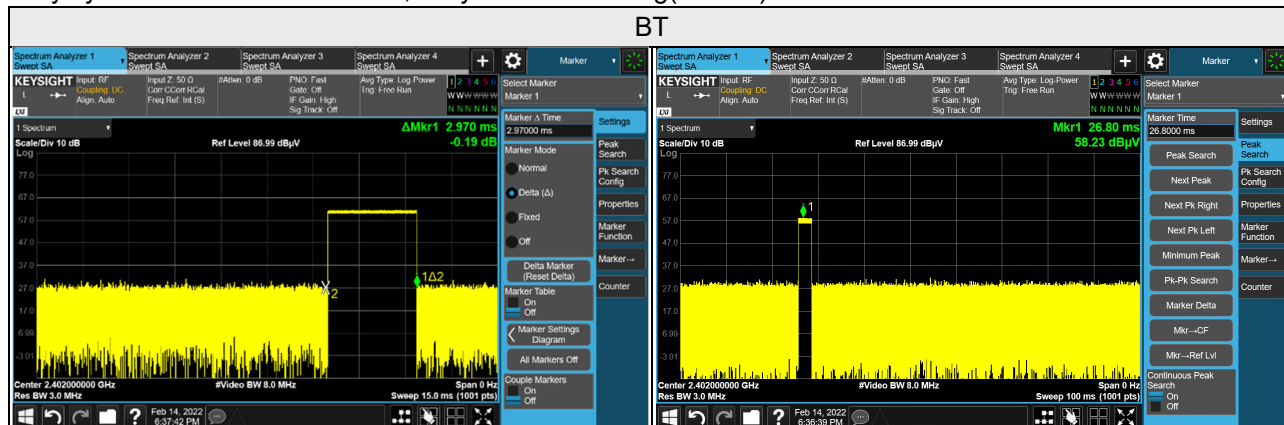 BT
Spectrum Analyzer 1
Swept SA
Spectrum Analyzer 2
Swept SA
Spectrum Analyzer 3
Swept SA
Spectrum Analyzer 4
Swept SA
+
Marker
KEYSIGHT
L
LXI
Input: RF
Coupling: DC
Align: Auto
Input Z: 50 Ω
Corr CCorr RCal
Freq Ref: Int (S)
#Atten: 0 dB
PNO: Fast
Gate: Off
IF Gain: High
Sig Track: Off
Avg Type: Log-Power
Trig: Free Run
1 2 3 4 5 6
W W W W W W
N N N N N N
Select Marker
Marker 1
1 Spectrum
ΔMkr1 2.970 ms
-0.19 dB
Scale/Div 10 dB
Ref Level 86.99 dBµV
Log
77.0
67.0
57.0
47.0
37.0
27.0
17.0
6.99
-3.01
1Δ2
2
Center 2.402000000 GHz
Res BW 3.0 MHz
#Video BW 8.0 MHz
Span 0 Hz
Sweep 15.0 ms (1001 pts)
Marker Δ Time
2.97000 ms
Marker Mode
Normal
Delta (Δ)
Fixed
Off
Delta Marker
(Reset Delta)
Marker Table
On
Off
Marker Settings
Diagram
All Markers Off
Couple Markers
On
Off
Settings
Peak
Search
Pk Search
Config
Properties
Marker
Function
Marker→
Counter
?
Feb 14, 2022
6:37:42 PM
Spectrum Analyzer 1
Swept SA
Spectrum Analyzer 2
Swept SA
Spectrum Analyzer 3
Swept SA
Spectrum Analyzer 4
Swept SA
+
Marker
KEYSIGHT
L
LXI
Input: RF
Coupling: DC
Align: Auto
Input Z: 50 Ω
Corr CCorr RCal
Freq Ref: Int (S)
#Atten: 0 dB
PNO: Fast
Gate: Off
IF Gain: High
Sig Track: Off
Avg Type: Log-Power
Trig: Free Run
1 2 3 4 5 6
W W W W W W
N N N N N N
Select Marker
Marker 1
1 Spectrum
Mkr1 26.80 ms
58.23 dBµV
Scale/Div 10 dB
Ref Level 86.99 dBµV
Log
77.0
67.0
57.0
47.0
37.0
27.0
17.0
6.99
-3.01
1
Center 2.402000000 GHz
Res BW 3.0 MHz
#Video BW 8.0 MHz
Span 0 Hz
Sweep 100 ms (1001 pts)
Marker Time
26.8000 ms
Peak Search
Next Peak
Next Pk Right
Next Pk Left
Minimum Peak
Pk-Pk Search
Marker Delta
Mkr→CF
Mkr→Ref Lvl
Continuous Peak
Search
On
Off
Settings
Peak
Search
Pk Search
Config
Properties
Marker
Function
Marker→
Counter
?
Feb 14, 2022
6:36:39 PM